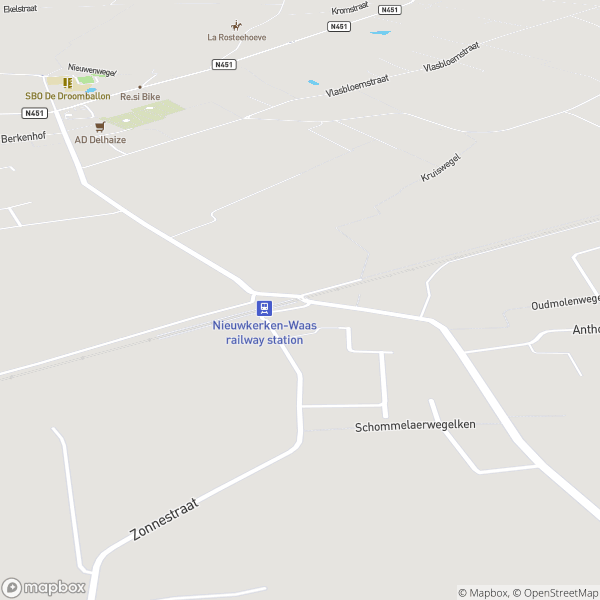 Ekelstraat
Kromstraat
N451
N451
La Rosteehoeve
N451
Vlasbloemstraat
Vlasbloemstraat
Nieuwenwegel
SBO De Droomballon
Re.si Bike
N451
Berkenhof
AD Delhaize
Kruiswegel
Oudmolenwege
Nieuwkerken-Waas
railway station
Antho
Schommelaerwegelken
Zonnestraat
mapbox
© Mapbox, © OpenStreetMap